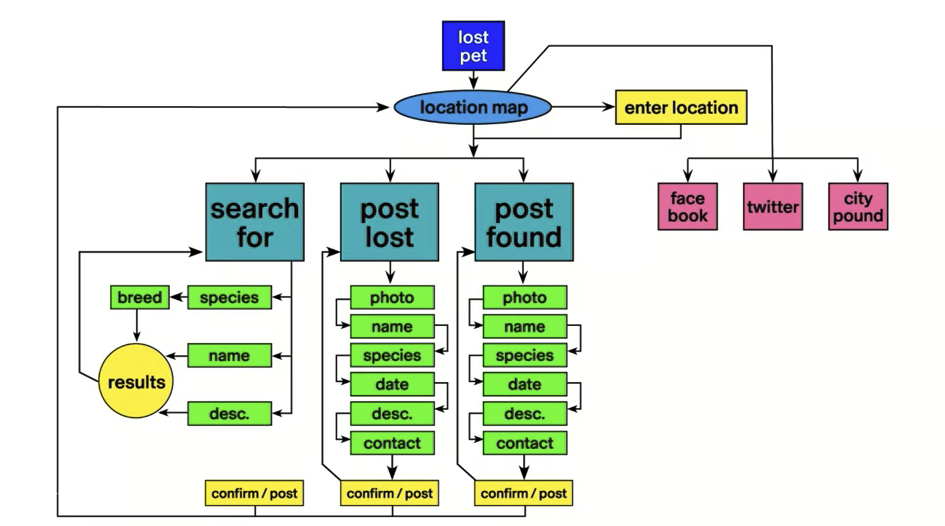 lost
pet
location map
enter location
search
for
post
lost
post
found
face
book
twitter
city
pound
breed
species
name
desc.
results
photo
name
species
date
desc.
contact
photo
name
species
date
desc.
contact
confirm / post
confirm / post
confirm / post